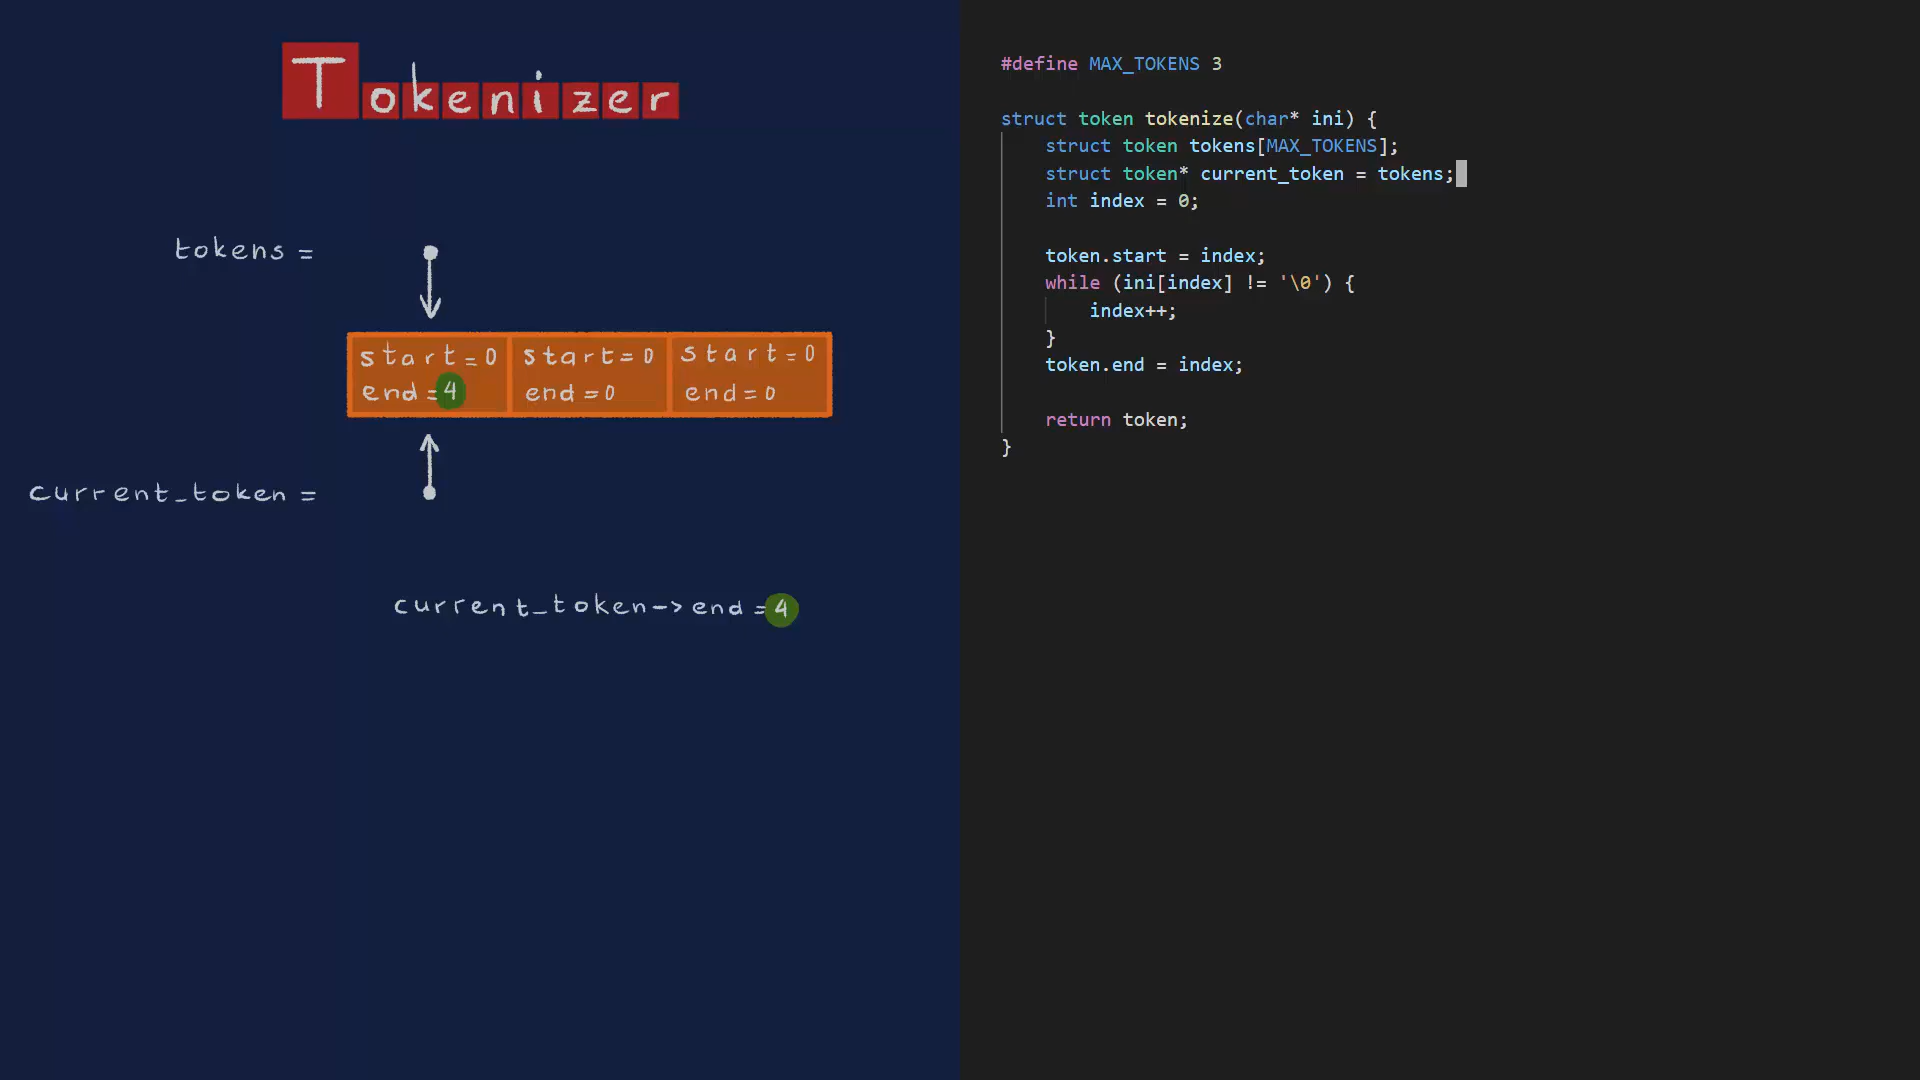 Tokenizer
tokens =
start=0 start=0 start=0
end=4 end=0 end=0
current_token =
current_token->end=4
#define MAX_TOKENS 3
struct token tokenize(char* ini) {
    struct token tokens[MAX_TOKENS];
    struct token* current_token = tokens;
    int index = 0;
    token.start = index;
    while (ini[index] != '\0') {
        index++;
    }
    token.end = index;
    return token;
}